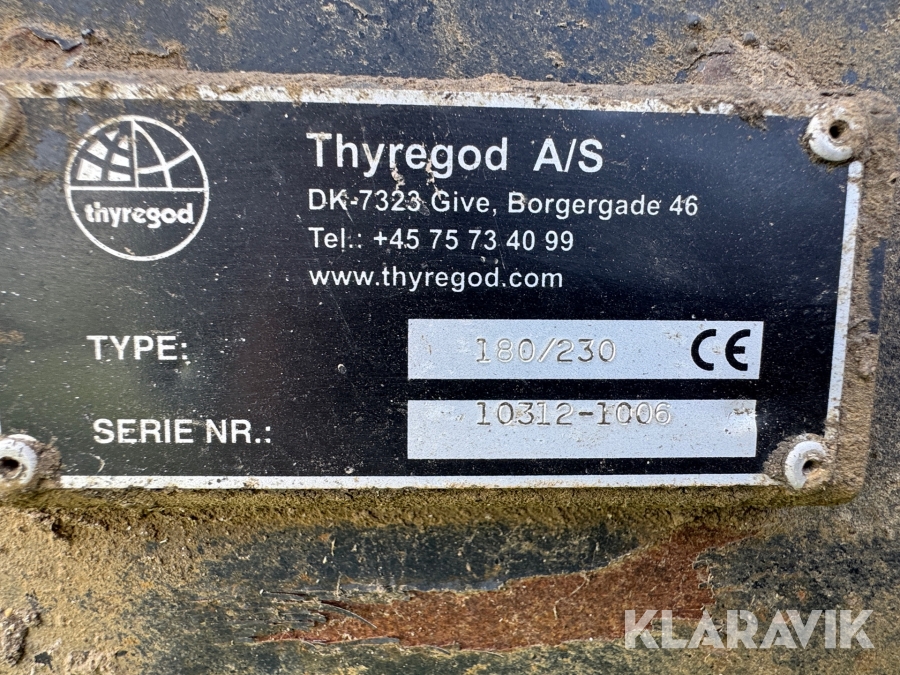 thyregod
Thyregod A/S
DK-7323 Give, Borgergade 46
Tel.: +45 75 73 40 99
www.thyregod.com
TYPE: 180/230 CE
SERIE NR.: 10312-1006
KLARAVIK